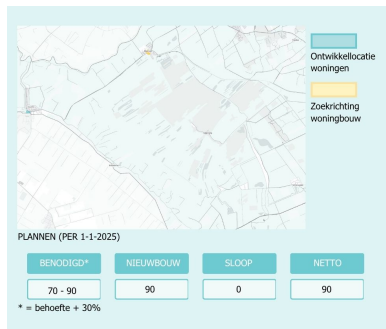 Ontwikkellocatie
woningen
Zoekrichting
woningbouw
PLANNEN (PER 1-1-2025)
BENODIGD* NIEUWBOUW SLOOP NETTO
70 - 90 90 0 90
* = behoefte + 30%